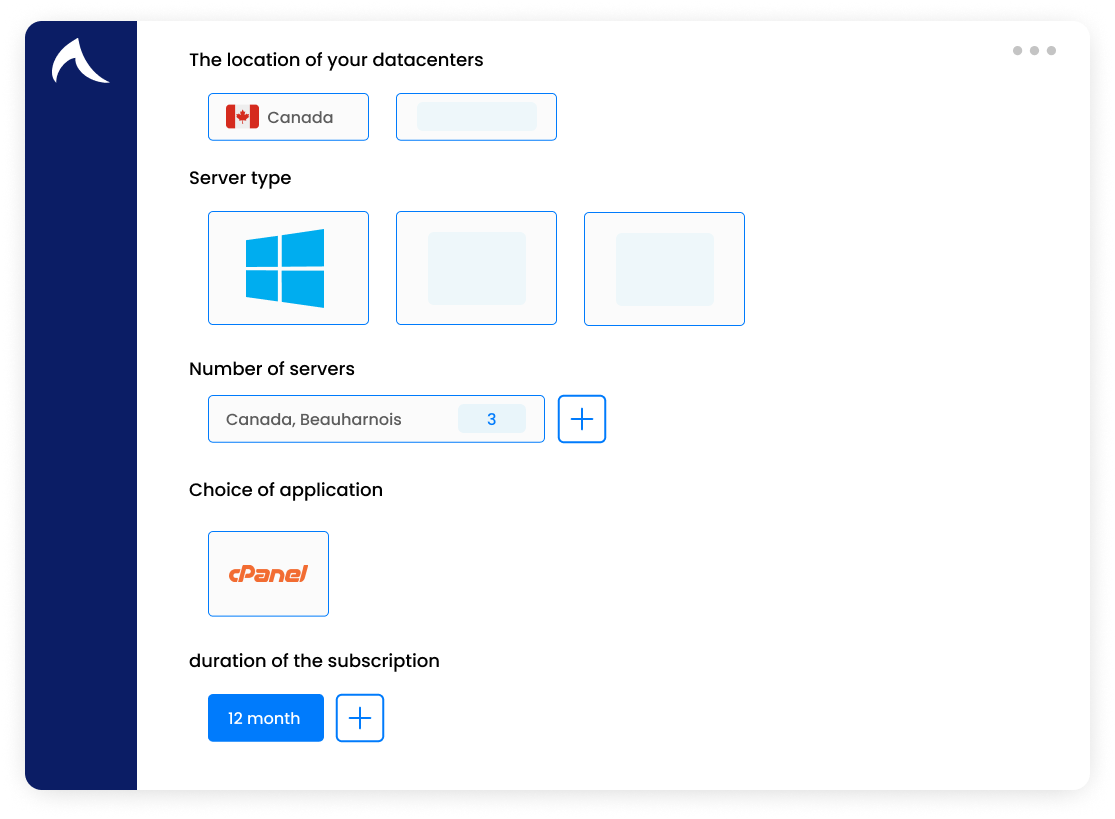 The location of your datacenters
Canada
Server type
Number of servers
Canada, Beauharnois 3
Choice of application
cPanel
duration of the subscription
12 month